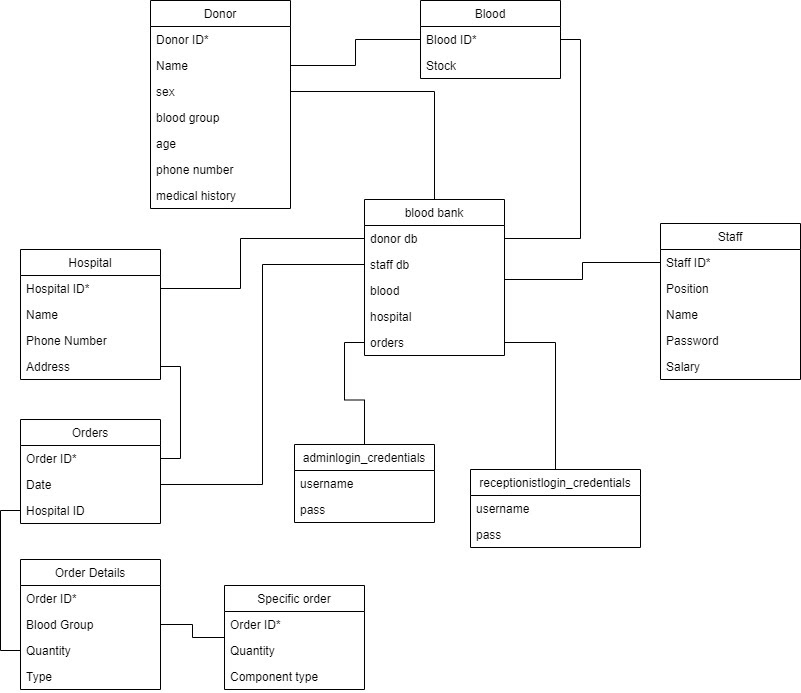 Donor
Donor ID*
Name
sex
blood group
age
phone number
medical history
Blood
Blood ID*
Stock
blood bank
donor db
staff db
blood
hospital
orders
Staff
Staff ID*
Position
Name
Password
Salary
Hospital
Hospital ID*
Name
Phone Number
Address
Orders
Order ID*
Date
Hospital ID
adminlogin_credentials
username
pass
receptionistlogin_credentials
username
pass
Order Details
Order ID*
Blood Group
Quantity
Type
Specific order
Order ID*
Quantity
Component type